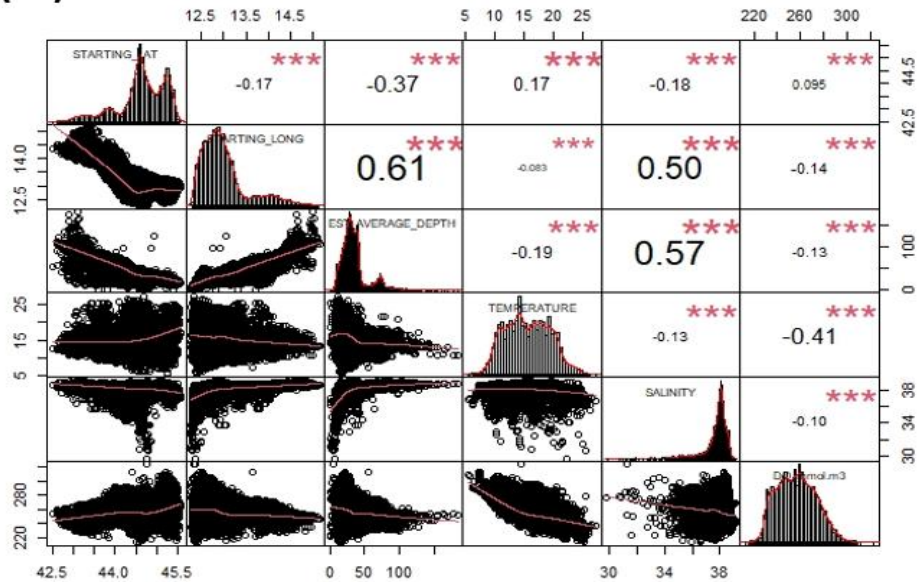 12.5 13.5 14.5 5 10 15 20 25 220 260 300
STARTING_ AT *** *** *** *** ***
-0.17 -0.37 0.17 -0.18 0.095
42.5 44.5
ARTING_LONG *** *** *** ***
0.61 -0.083 0.50 -0.14
12.5 14.0
EST_AVERAGE_DEPTH *** *** ***
-0.19 0.57 -0.13
0 100
TEMPERATURE *** ***
-0.13 -0.41
5 15 25
SALINITY ***
-0.10
30 34 38
220 280
42.5 44.0 45.5 0 50 100 30 34 38